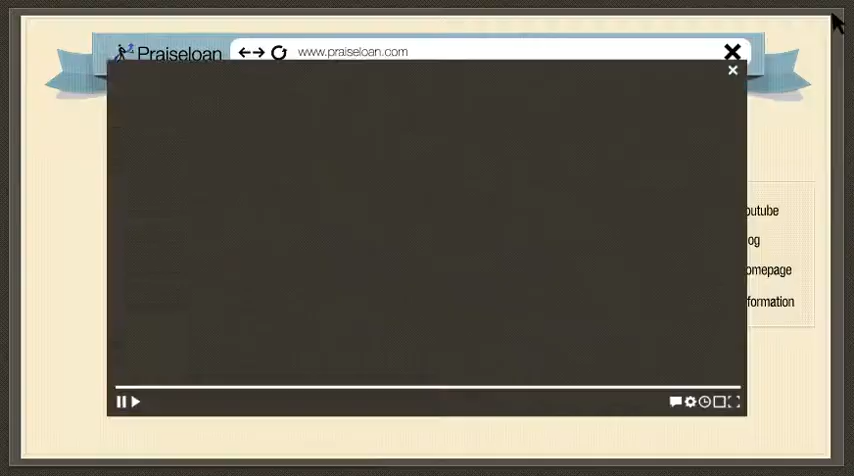 Praiseloan
www.praiseloan.com
outube
og
omepage
formation